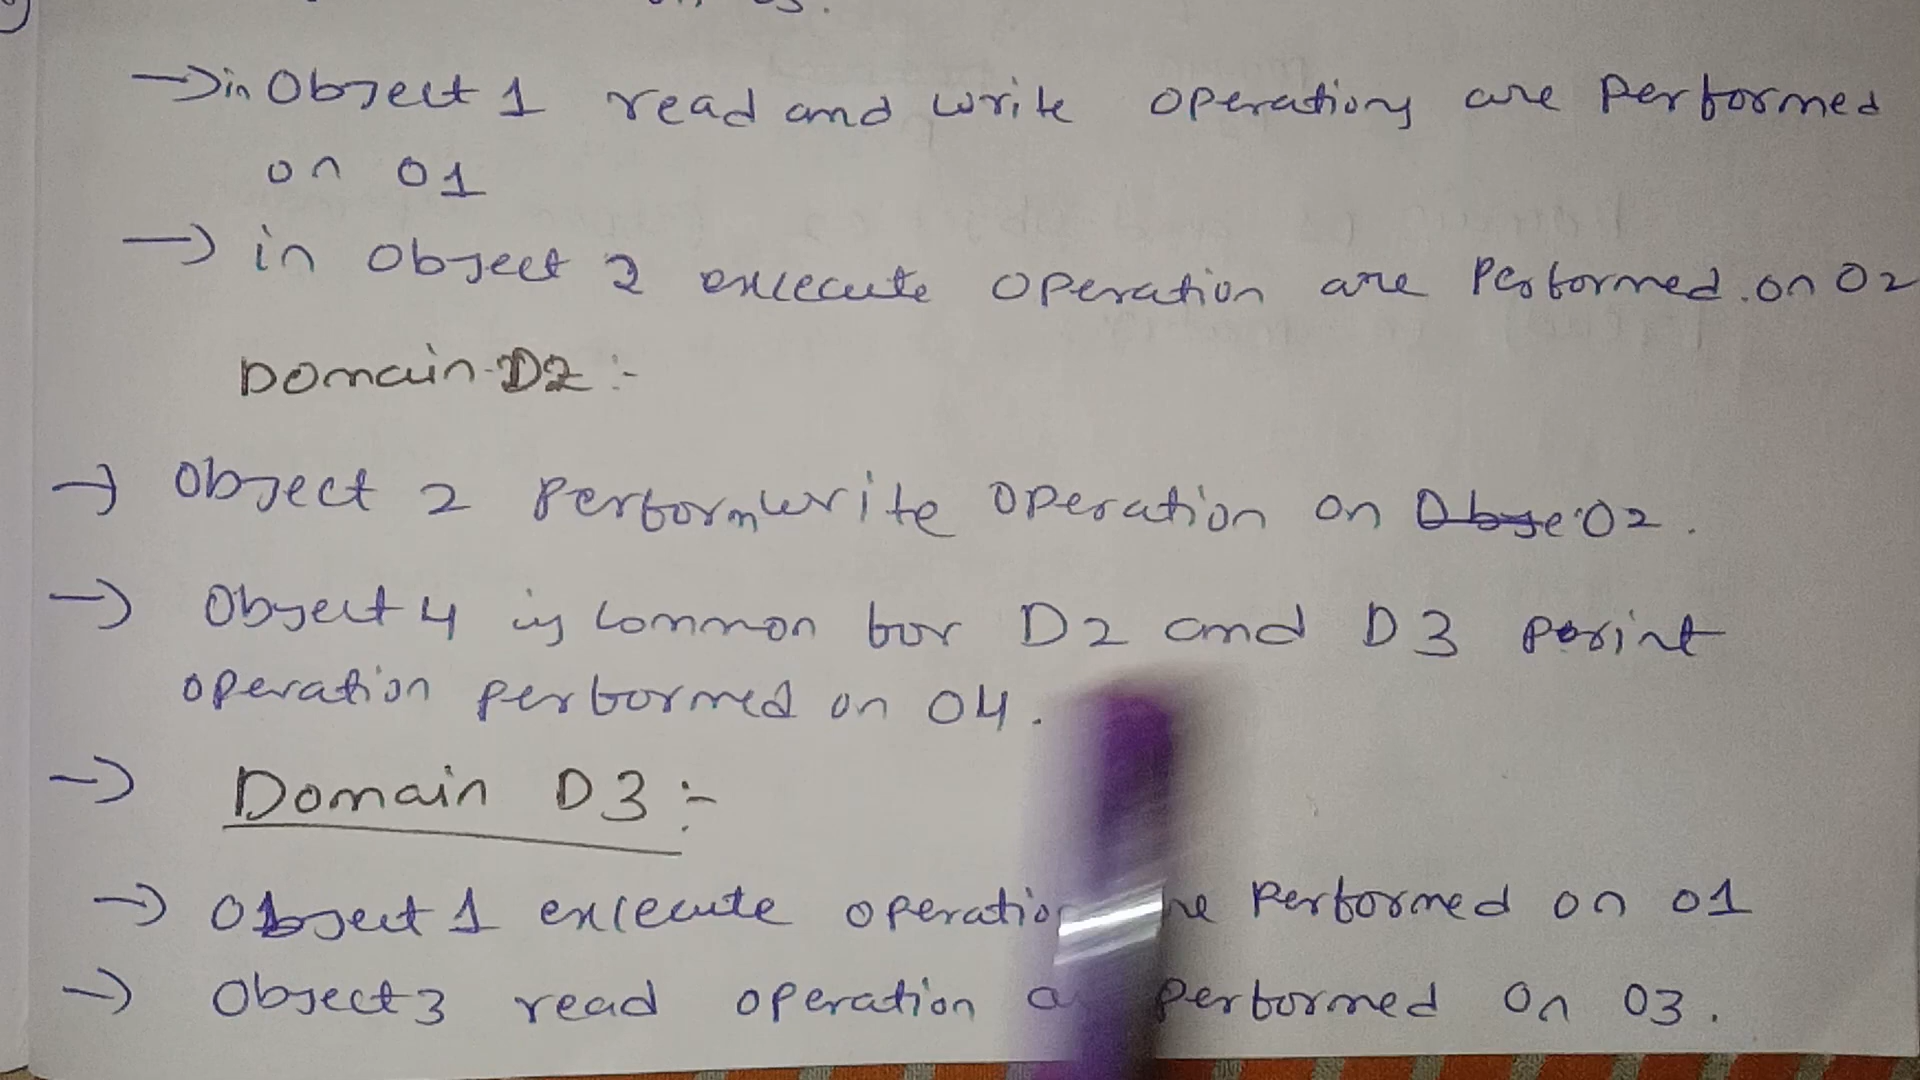 → in Object 1 read and write operations are performed
on O1
→ in object 2 execute operation are performed. on O2
Domain D2 :-
→ Object 2 perform write operation on O2.
→ Object 4 is common for D2 and D3 print
operation performed on O4.
→ Domain D3 :-
→ Object 1 execute operation performed on O1
→ Object 3 read operation performed on O3.